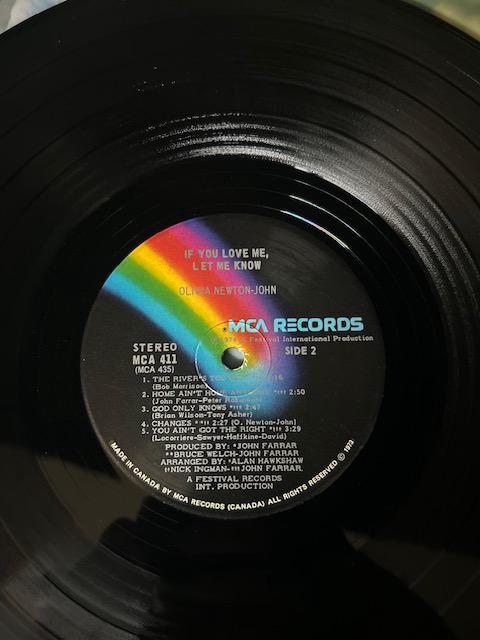 IF YOU LOVE ME,
LET ME KNOW
OLIVIA NEWTON-JOHN
MCA RECORDS
Festival International Production
STEREO
MCA 411
(MCA 435)
SIDE 2
1. THE RIVER'S TOO
(Bob Morrison)
2. HOME AIN'T HOME 2:50
(John Farrar-Peter Robinson)
3. GOD ONLY KNOWS 2:47
(Brian Wilson-Tony Asher)
4. CHANGES 2:27 (O. Newton-John)
5. YOU AIN'T GOT THE RIGHT 3:29
(Locorriere-Sawyer-Haffkine-David)
PRODUCED BY: *JOHN FARRAR
**BRUCE WELCH-JOHN FARRAR
ARRANGED BY: †ALAN HAWKSHAW
††NICK INGMAN-†††JOHN FARRAR
A FESTIVAL RECORDS
INT. PRODUCTION
MADE IN CANADA BY MCA RECORDS (CANADA) ALL RIGHTS RESERVED © 1973